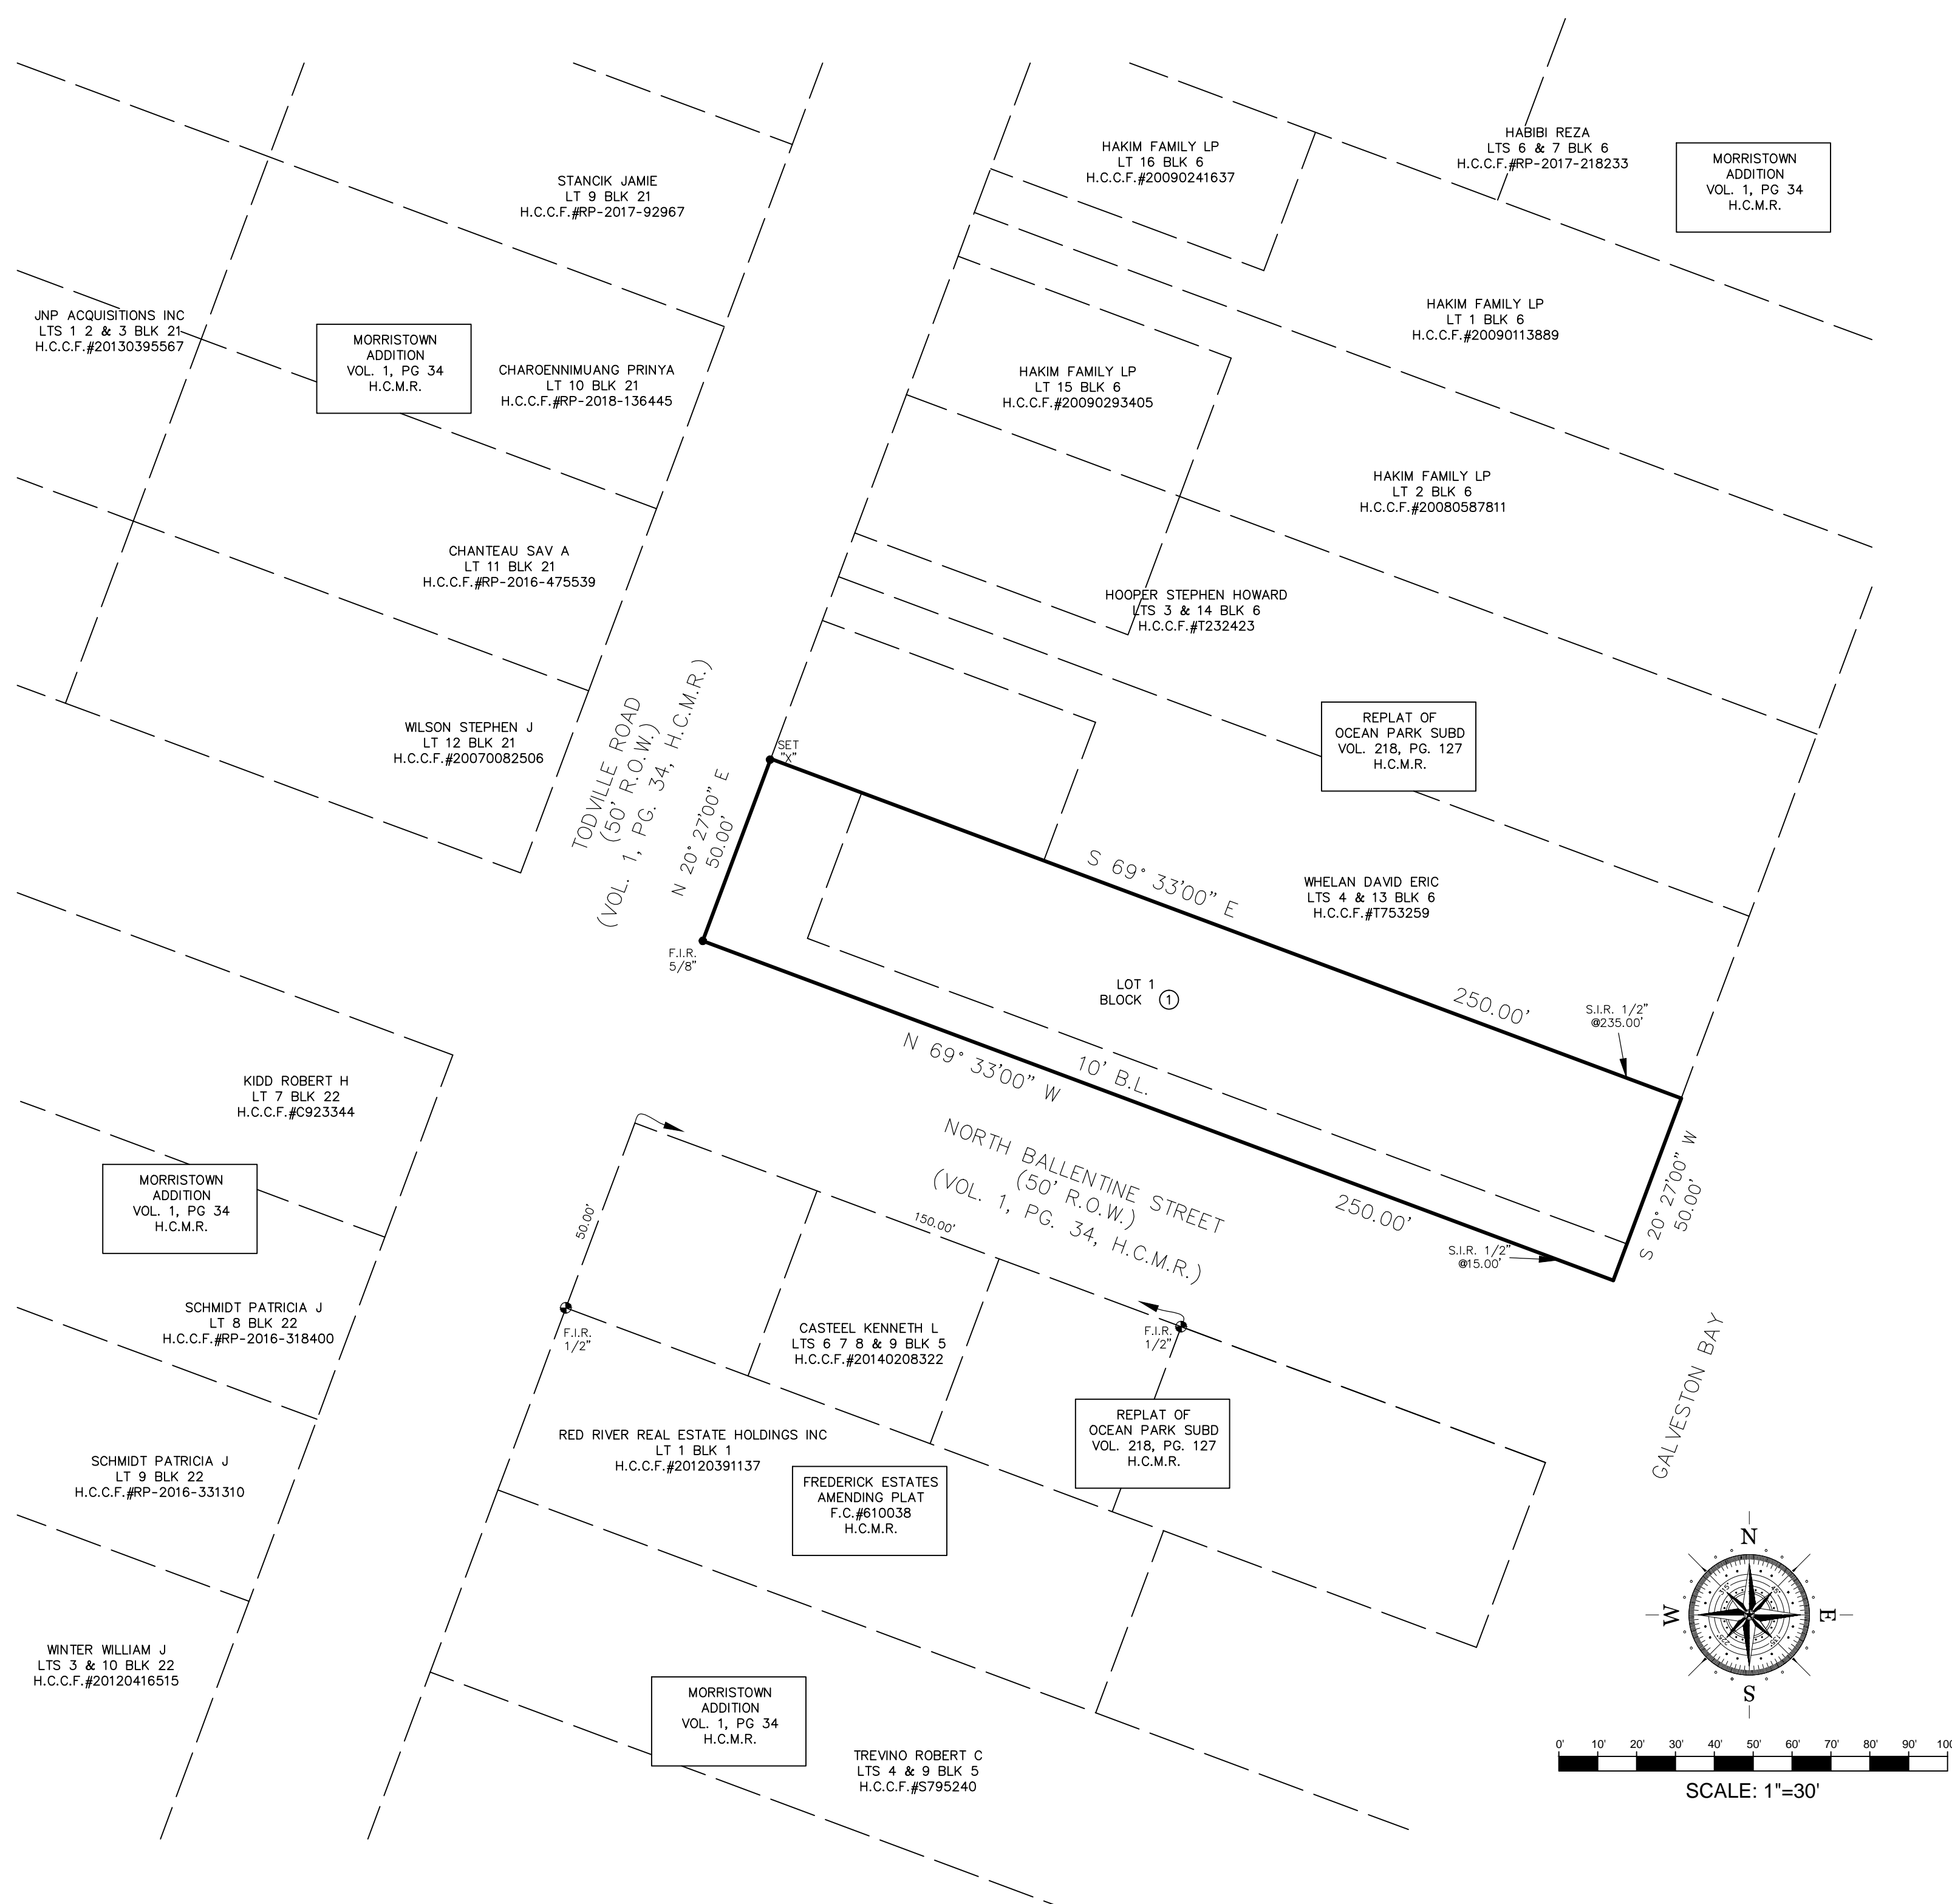 HABIBI REZA
LTS 6 & 7 BLK 6
H.C.C.F.#RP-2017-218233
MORRISTOWN
ADDITION
VOL. 1, PG 34
H.C.M.R.
HAKIM FAMILY LP
LT 16 BLK 6
H.C.C.F.#20090241637
STANCIK JAMIE
LT 9 BLK 21
H.C.C.F.#RP-2017-92967
JNP ACQUISITIONS INC
LTS 1 2 & 3 BLK 21
H.C.C.F.#20130395567
MORRISTOWN
ADDITION
VOL. 1, PG 34
H.C.M.R.
CHAROENNIMUANG PRINYA
LT 10 BLK 21
H.C.C.F.#RP-2018-136445
HAKIM FAMILY LP
LT 15 BLK 6
H.C.C.F.#20090293405
HAKIM FAMILY LP
LT 1 BLK 6
H.C.C.F.#20090113889
HAKIM FAMILY LP
LT 2 BLK 6
H.C.C.F.#20080587811
CHANTEAU SAV A
LT 11 BLK 21
H.C.C.F.#RP-2016-475539
HOOPER STEPHEN HOWARD
LTS 3 & 14 BLK 6
H.C.C.F.#T232423
WILSON STEPHEN J
LT 12 BLK 21
H.C.C.F.#20070082506
TODVILLE ROAD
(50' R.O.W.)
(VOL. 1, PG. 34, H.C.M.R.)
N 20° 27'00" E
50.00'
SET
"X"
REPLAT OF
OCEAN PARK SUBD
VOL. 218, PG. 127
H.C.M.R.
S 69° 33'00" E
250.00'
WHELAN DAVID ERIC
LTS 4 & 13 BLK 6
H.C.C.F.#T753259
F.I.R.
5/8"
LOT 1
BLOCK 1
S.I.R. 1/2"
@235.00'
N 69° 33'00" W
10' B.L.
250.00'
S 20° 27'00" W
50.00'
NORTH BALLENTINE STREET
(50' R.O.W.)
(VOL. 1, PG. 34, H.C.M.R.)
S.I.R. 1/2"
@15.00'
KIDD ROBERT H
LT 7 BLK 22
H.C.C.F.#C923344
MORRISTOWN
ADDITION
VOL. 1, PG 34
H.C.M.R.
50.00'
150.00'
SCHMIDT PATRICIA J
LT 8 BLK 22
H.C.C.F.#RP-2016-318400
F.I.R.
1/2"
CASTEEL KENNETH L
LTS 6 7 8 & 9 BLK 5
H.C.C.F.#20140208322
F.I.R.
1/2"
GALVESTON BAY
REPLAT OF
OCEAN PARK SUBD
VOL. 218, PG. 127
H.C.M.R.
RED RIVER REAL ESTATE HOLDINGS INC
LT 1 BLK 1
H.C.C.F.#20120391137
SCHMIDT PATRICIA J
LT 9 BLK 22
H.C.C.F.#RP-2016-331310
FREDERICK ESTATES
AMENDING PLAT
F.C.#610038
H.C.M.R.
WINTER WILLIAM J
LTS 3 & 10 BLK 22
H.C.C.F.#20120416515
MORRISTOWN
ADDITION
VOL. 1, PG 34
H.C.M.R.
TREVINO ROBERT C
LTS 4 & 9 BLK 5
H.C.C.F.#S795240
N
W
E
S
315°
45°
225°
135°
0' 10' 20' 30' 40' 50' 60' 70' 80' 90'
SCALE: 1"=30'